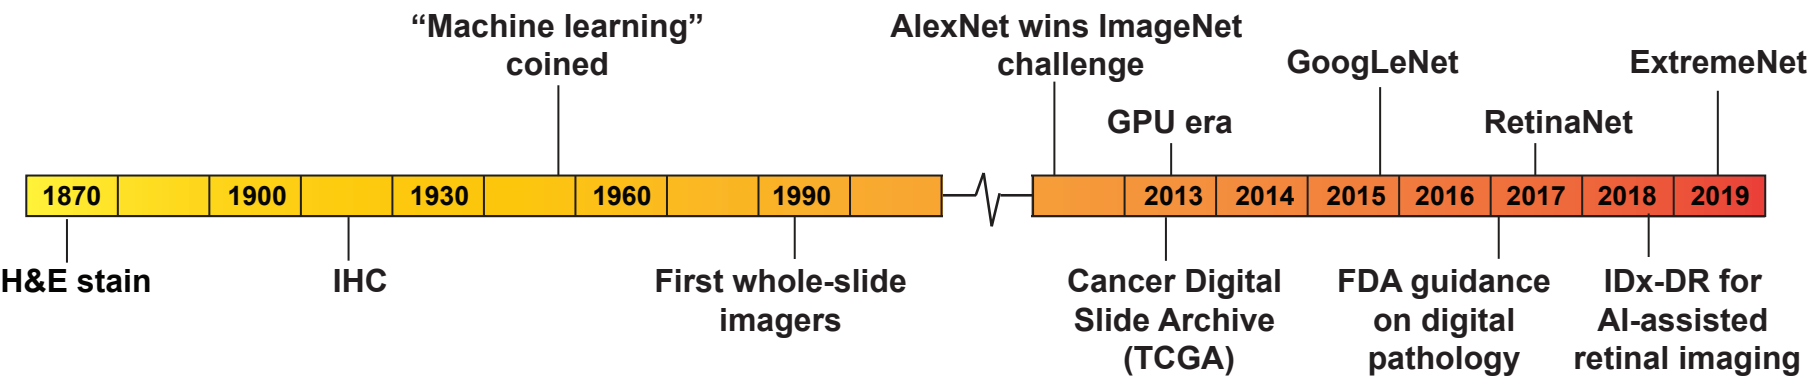 “Machine learning”
coined
AlexNet wins ImageNet
challenge
GoogLeNet
ExtremeNet
GPU era
RetinaNet
1870 1900 1930 1960 1990 2013 2014 2015 2016 2017 2018 2019
H&E stain
IHC
First whole-slide
imagers
Cancer Digital
Slide Archive
(TCGA)
FDA guidance
on digital
pathology
IDx-DR for
AI-assisted
retinal imaging